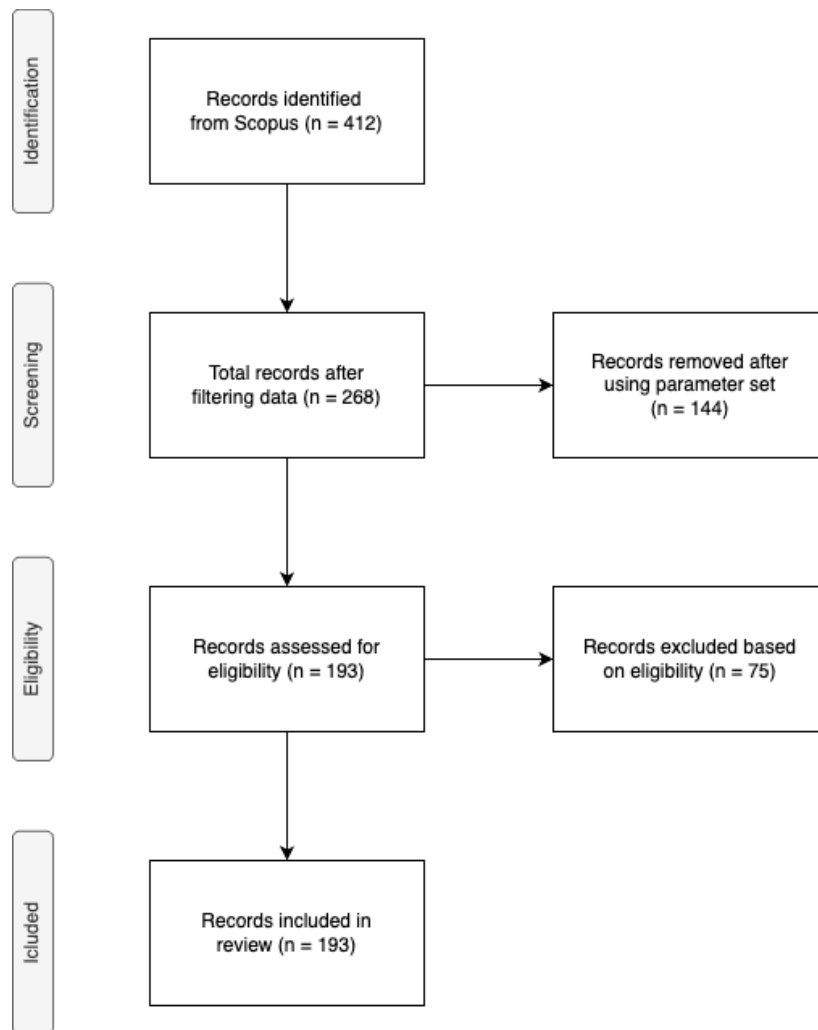 Identification
Records identified
from Scopus (n = 412)
Screening
Total records after
filtering data (n = 268)
Records removed after
using parameter set
(n = 144)
Eligibility
Records assessed for
eligibility (n = 193)
Records excluded based
on eligibility (n = 75)
Icluded
Records included in
review (n = 193)